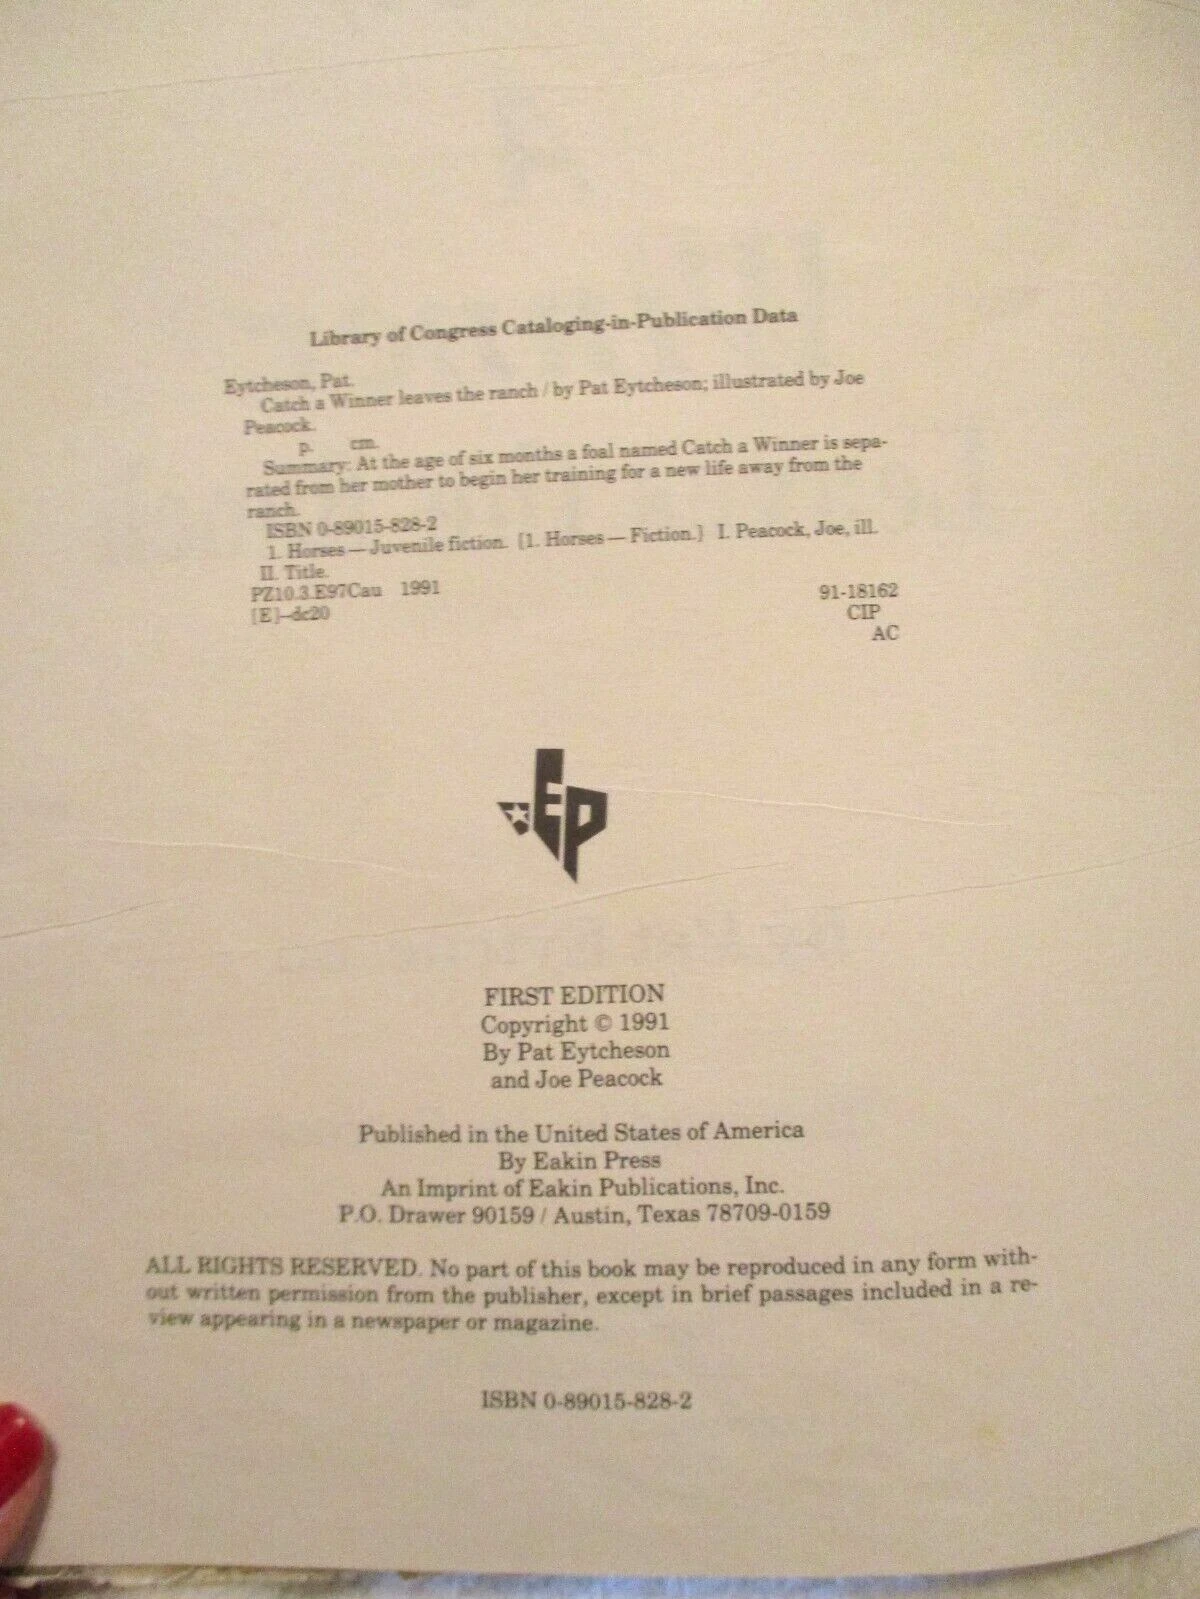 Library of Congress Cataloging-in-Publication Data
Eytcheson, Pat.
Catch a Winner leaves the ranch / by Pat Eytcheson; illustrated by Joe
Peacock.
p. cm.
Summary: At the age of six months a foal named Catch a Winner is sepa-
rated from her mother to begin her training for a new life away from the
ranch.
ISBN 0-89015-828-2
1. Horses — Juvenile fiction. [1. Horses — Fiction.] I. Peacock, Joe, ill.
II. Title.
PZ10.3.E97Cau 1991 91-18162
[E]–dc20 CIP
AC
EP
FIRST EDITION
Copyright © 1991
By Pat Eytcheson
and Joe Peacock
Published in the United States of America
By Eakin Press
An Imprint of Eakin Publications, Inc.
P.O. Drawer 90159 / Austin, Texas 78709-0159
ALL RIGHTS RESERVED. No part of this book may be reproduced in any form with-
out written permission from the publisher, except in brief passages included in a re-
view appearing in a newspaper or magazine.
ISBN 0-89015-828-2